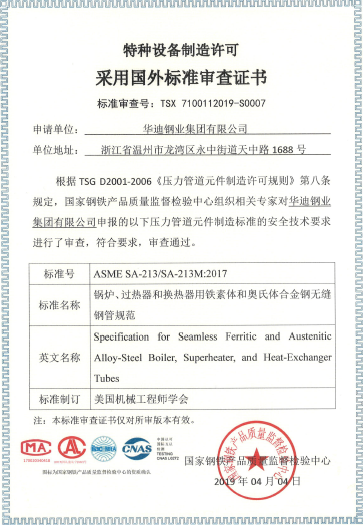 特种设备制造许可
采用国外标准审查证书
标准审查号：TSX 7100112019-S0007
申请单位： 华迪钢业集团有限公司
单位地址： 浙江省温州市龙湾区永中街道天中路 1688 号
根据 TSG D2001-2006《压力管道元件制造许可规则》第八条
规定，国家钢铁产品质量监督检验中心组织相关专家对华迪钢业
集团有限公司申报的以下压力管道元件制造标准的安全技术要求
进行了审查，符合要求，审查通过。
标准号 ASME SA-213/SA-213M:2017
标准名称 锅炉、过热器和换热器用铁素体和奥氏体合金钢无缝
钢管规范
英文名称 Specification for Seamless Ferritic and Austenitic
Alloy-Steel Boiler, Superheater, and Heat-Exchanger
Tubes
标准制订 美国机械工程师学会
注：本标准审查证书仅对所审版本有效。
MA
CNAS
中国认可
国际互认
检测
TESTING
国家钢铁产品质量监督检验中心
2019 年 04 月 04 日